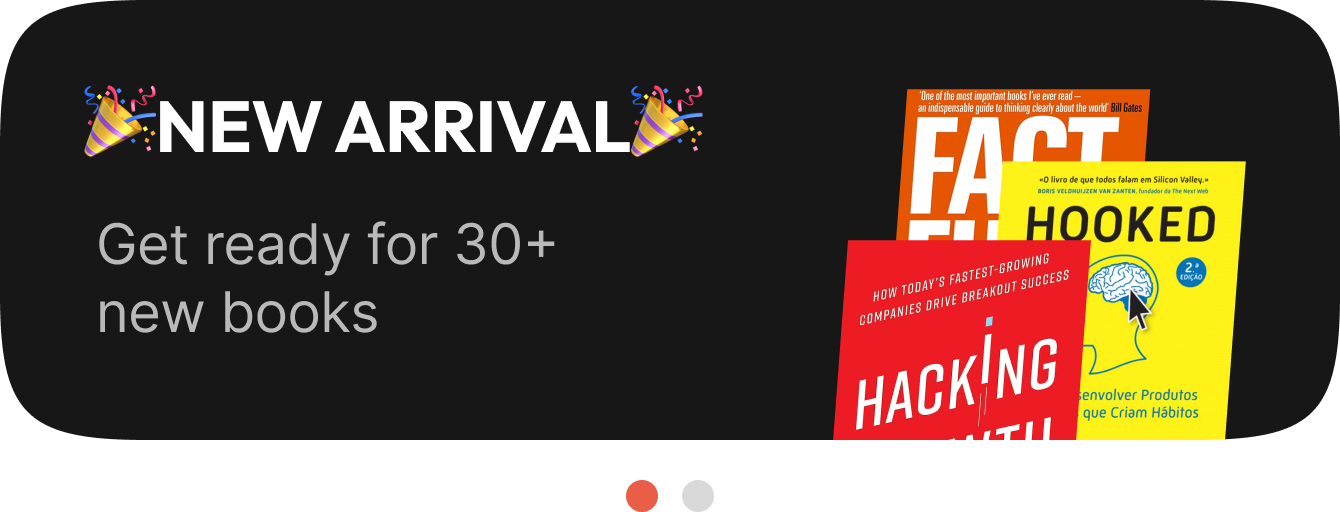 🎉NEW ARRIVAL🎉
Get ready for 30+
new books
'One of the most important books I've ever read –
an indispensable guide to thinking clearly about the world' Bill Gates
FACT
«O livro de que todos falam em Silicon Valley.»
BORIS VELDHUIJZEN VAN ZANTEN, fundador da The Next Web
HOOKED
2.ª
EDIÇÃO
senvolver Produtos
que Criam Hábitos
HOW TODAY'S FASTEST-GROWING
COMPANIES DRIVE BREAKOUT SUCCESS
HACKiNG